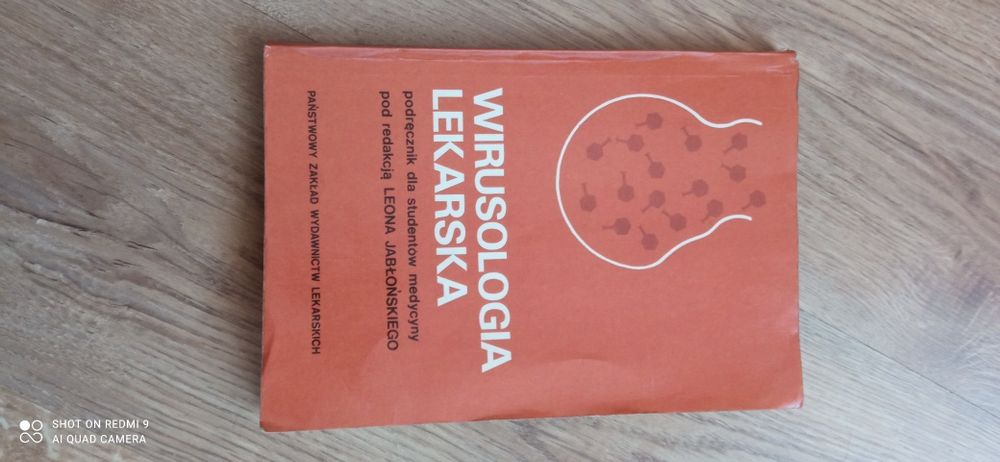 WIRUSOLOGIA
LEKARSKA
podręcznik dla studentów medycyny
pod redakcją LEONA JABŁOŃSKIEGO
PAŃSTWOWY ZAKŁAD WYDAWNICTW LEKARSKICH
SHOT ON REDMI 9
AI QUAD CAMERA